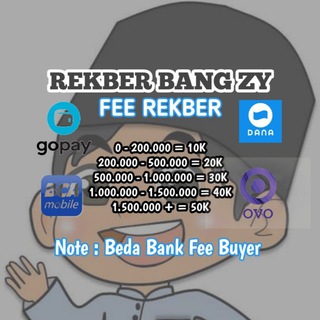 REKBER BANG ZY
FEE REKBER
gopay
DANA
0 - 200.000 = 10K
200.000 - 500.000 = 20K
500.000 - 1.000.000 = 30K
1.000.000 - 1.500.000 = 40K
1.500.000 + = 50K
mobile
OVO
Note : Beda Bank Fee Buyer